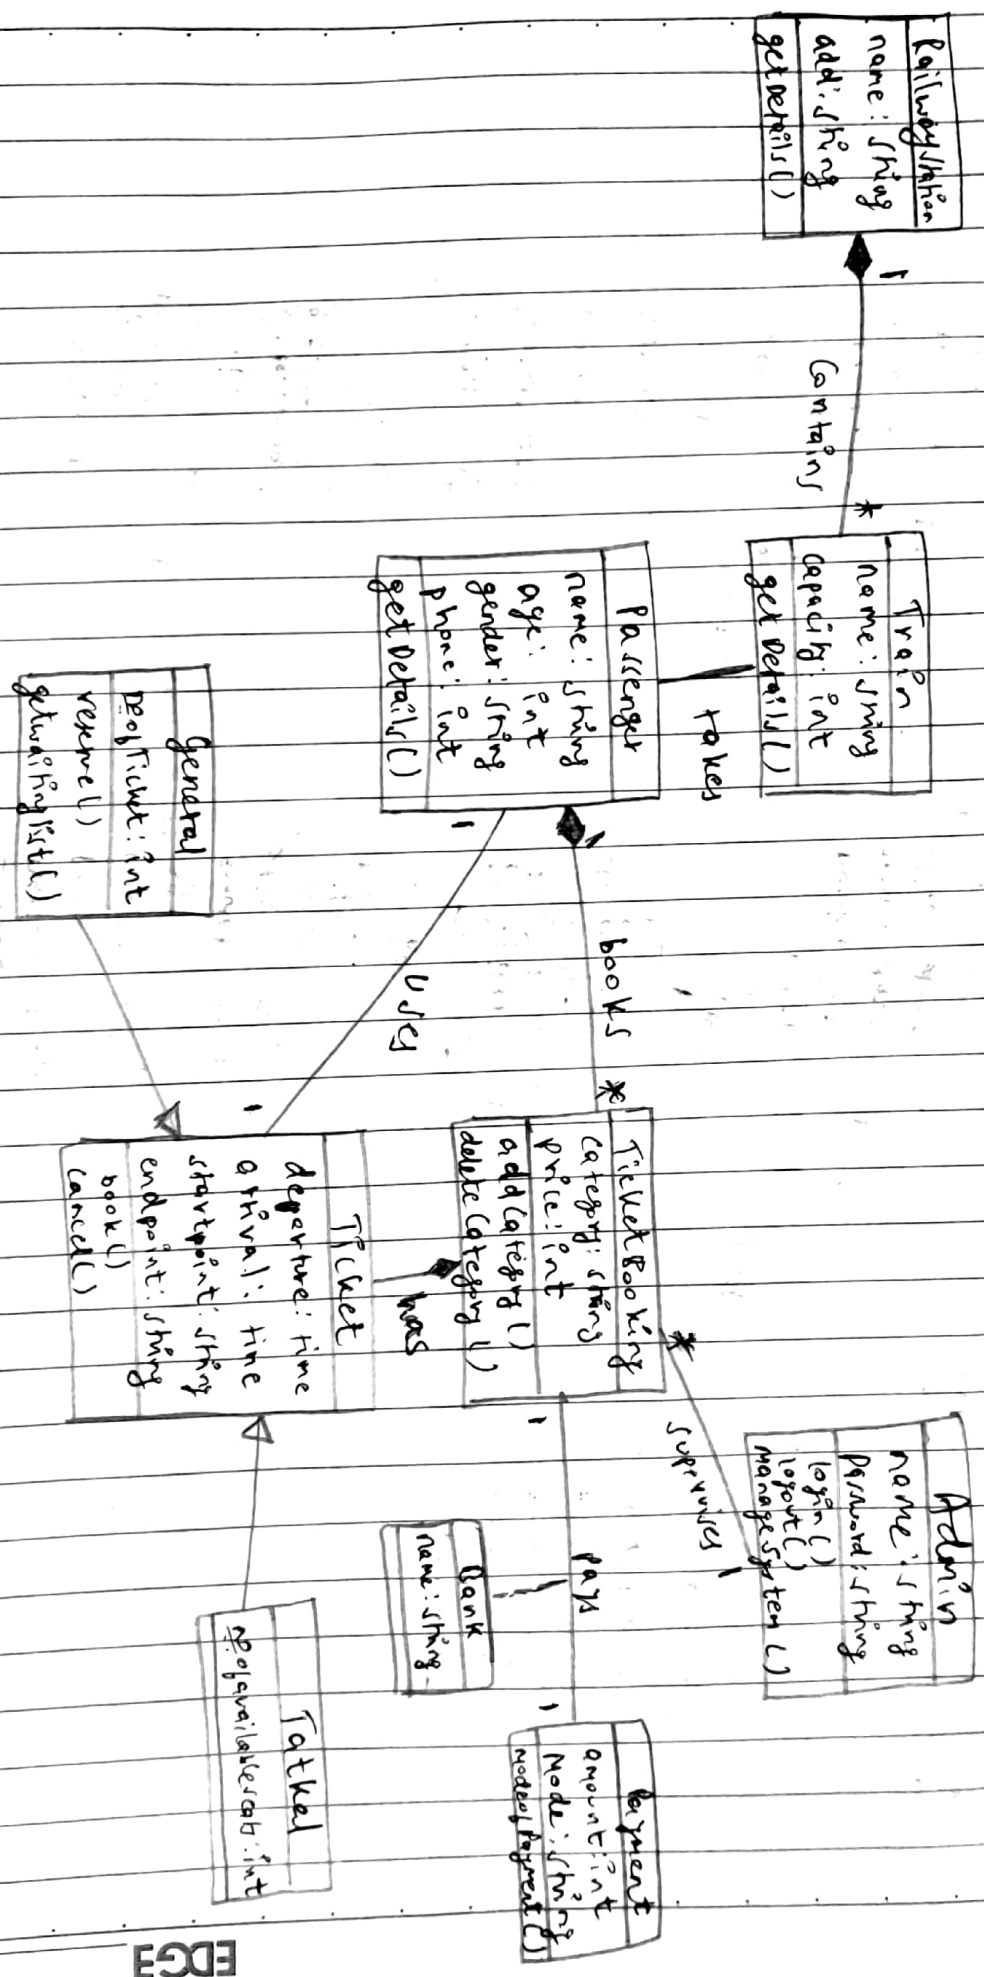 RailwayStation
name: string
add: string
getDetails()
1
Contains
*
Train
name: string
capacity: int
getDetails()
takes
Passenger
name: string
age: int
gender: string
phone: int
getDetails()
1
books
*
TicketBooking
category: string
price: int
addCategory()
deleteCategory()
*
supervises
1
Admin
name: string
password: string
login()
logout()
manageSystem()
1
Uses
1
has
Ticket
departure: time
arrival: time
startpoint: string
endpoint: string
book()
cancel()
General
noofTicket: int
reserve()
getwaitinglist()
1
pays
1
Bank
name: string
Payment
amount: int
Mode: string
modeofPayment()
Tatkal
: int
EDGE